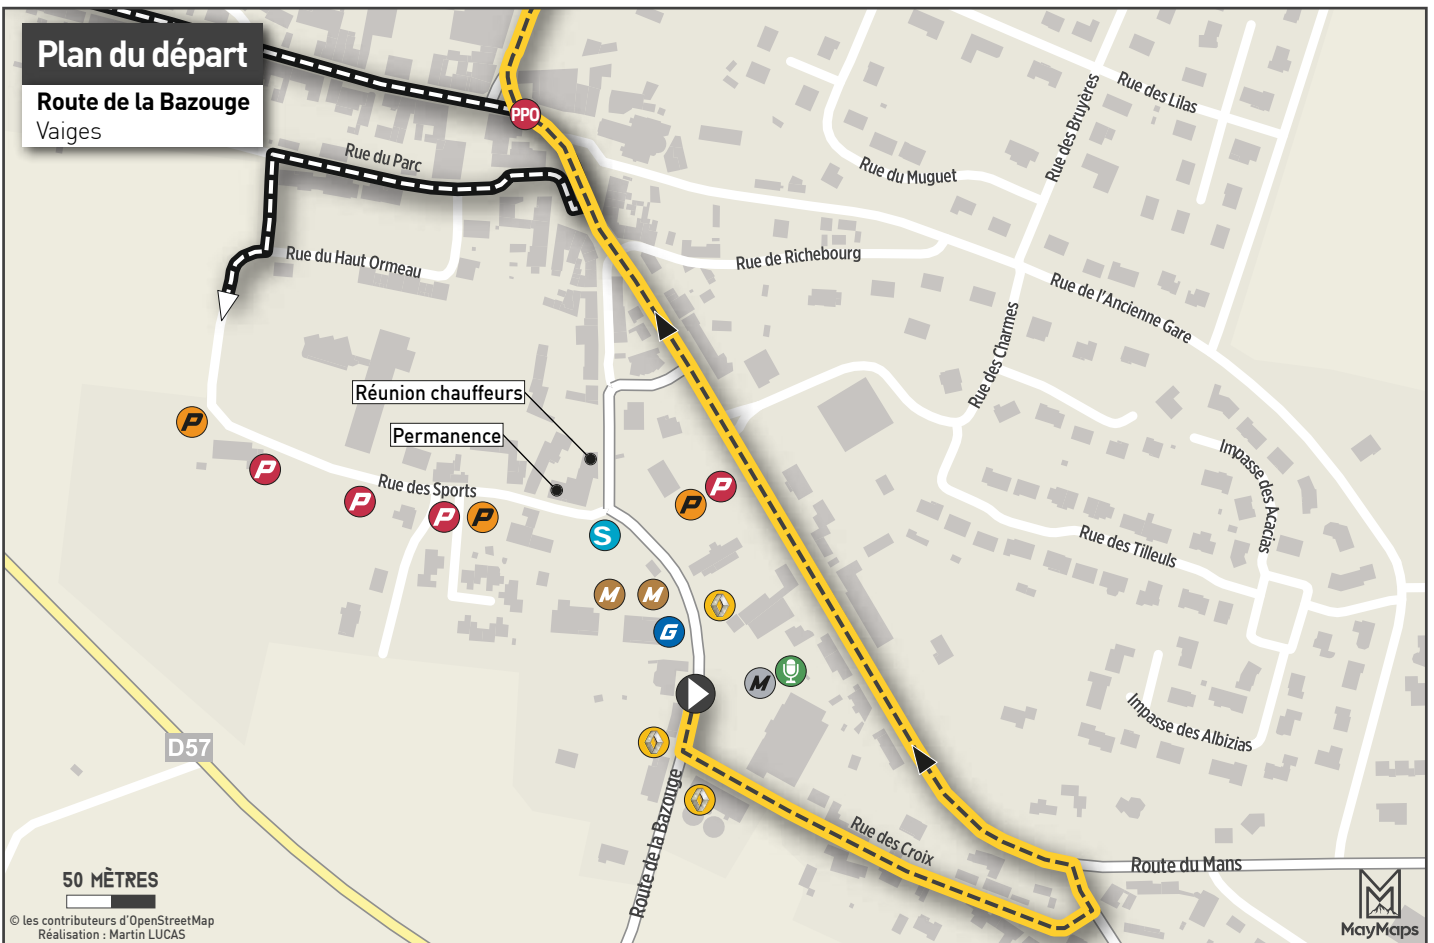 Plan du départ
Route de la Bazouge
Vaiges
PPO
Rue du Parc
Rue du Haut Ormeau
Rue des Lilas
Rue des Bruyères
Rue du Muguet
Rue de Richebourg
Rue de l'Ancienne Gare
Rue des Charmes
Réunion chauffeurs
Permanence
P
P
P
Rue des Sports
P
P
P
P
S
Impasse des Acacias
Rue des Tilleuls
M
M
G
M
Impasse des Albizias
D57
Route de la Bazouge
Rue des Croix
Route du Mans
50 MÈTRES
© les contributeurs d'OpenStreetMap
Réalisation : Martin LUCAS
MayMaps